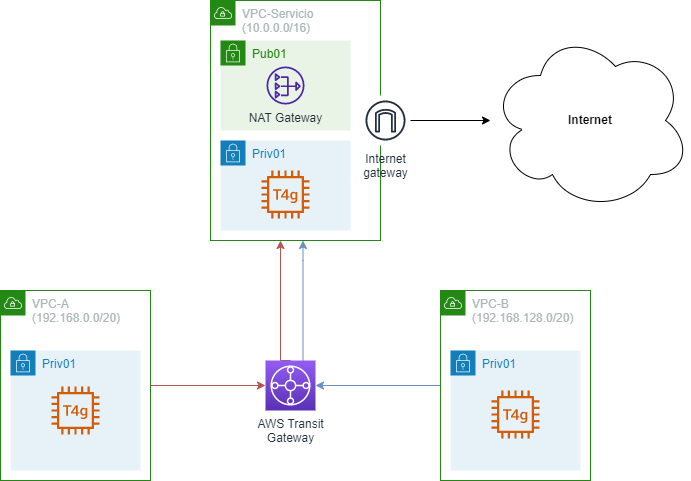 VPC-Servicio
(10.0.0.0/16)
Pub01
NAT Gateway
Internet
gateway
Internet
Priv01
T4g
VPC-A
(192.168.0.0/20)
Priv01
T4g
AWS Transit
Gateway
VPC-B
(192.168.128.0/20)
Priv01
T4g